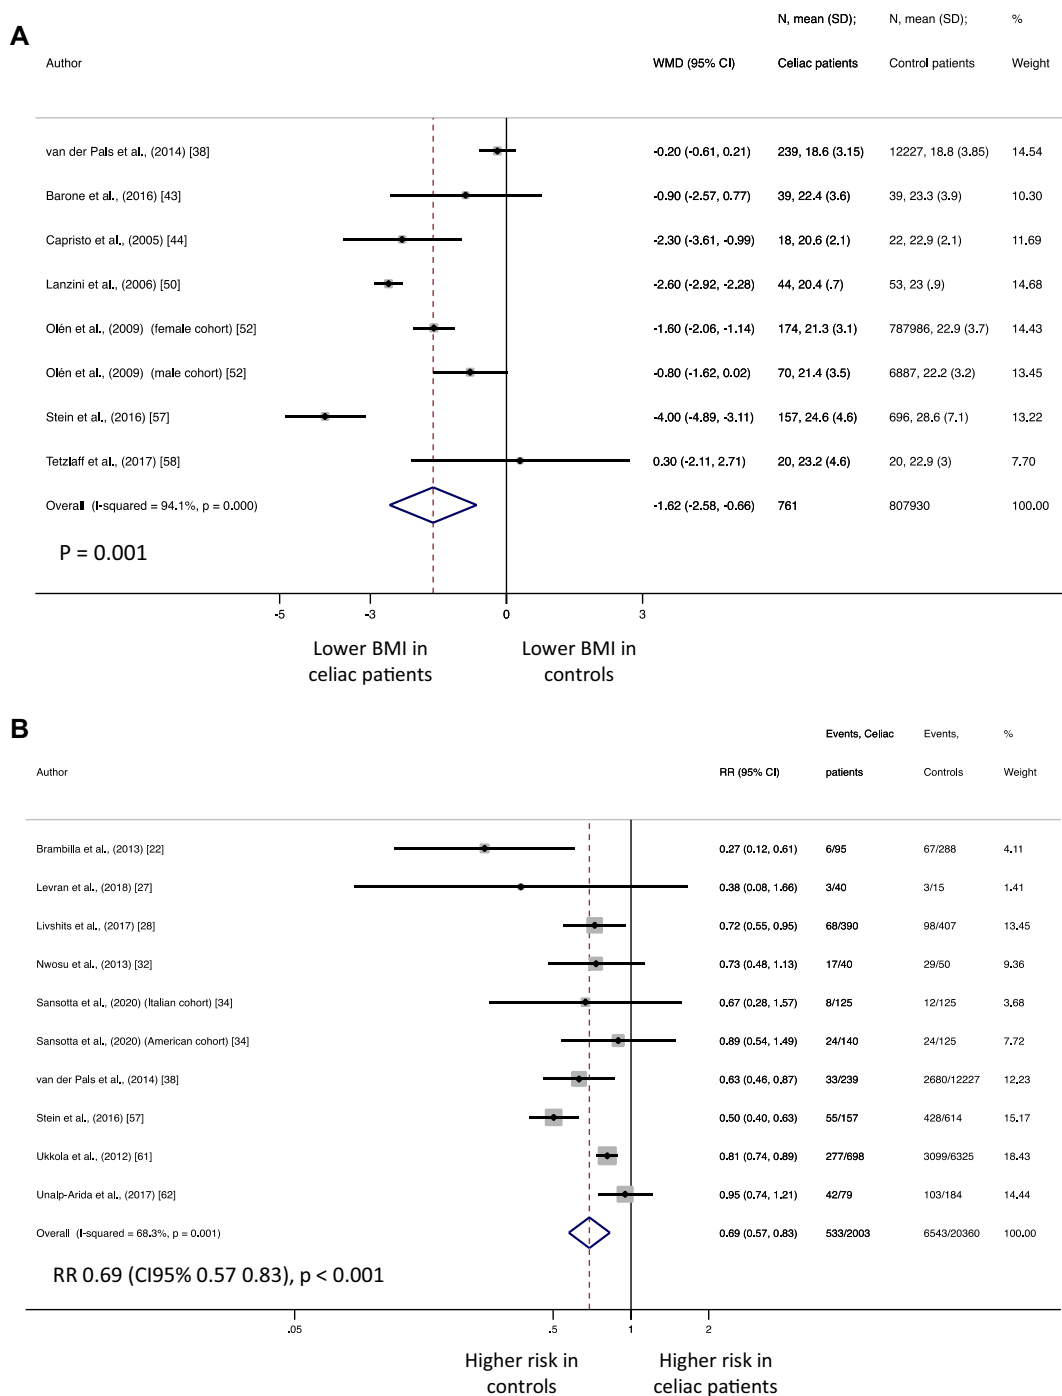 A
N, mean (SD); N, mean (SD); %
Author WMD (95% CI) Celiac patients Control patients Weight
van der Pals et al., (2014) [38] -0.20 (-0.61, 0.21) 239, 18.6 (3.15) 12227, 18.8 (3.85) 14.54
Barone et al., (2016) [43] -0.90 (-2.57, 0.77) 39, 22.4 (3.6) 39, 23.3 (3.9) 10.30
Capristo et al., (2005) [44] -2.30 (-3.61, -0.99) 18, 20.6 (2.1) 22, 22.9 (2.1) 11.69
Lanzini et al., (2006) [50] -2.60 (-2.92, -2.28) 44, 20.4 (.7) 53, 23 (.9) 14.68
Olén et al., (2009) (female cohort) [52] -1.60 (-2.06, -1.14) 174, 21.3 (3.1) 787986, 22.9 (3.7) 14.43
Olén et al., (2009) (male cohort) [52] -0.80 (-1.62, 0.02) 70, 21.4 (3.5) 6887, 22.2 (3.2) 13.45
Stein et al., (2016) [57] -4.00 (-4.89, -3.11) 157, 24.6 (4.6) 696, 28.6 (7.1) 13.22
Tetzlaff et al., (2017) [58] 0.30 (-2.11, 2.71) 20, 23.2 (4.6) 20, 22.9 (3) 7.70
Overall (I-squared = 94.1%, p = 0.000) -1.62 (-2.58, -0.66) 761 807930 100.00
P = 0.001
-5 -3 0 3
Lower BMI in Lower BMI in
celiac patients controls
B
Events, Celiac Events, %
Author RR (95% CI) patients Controls Weight
Brambilla et al., (2013) [22] 0.27 (0.12, 0.61) 6/95 67/288 4.11
Levran et al., (2018) [27] 0.38 (0.08, 1.66) 3/40 3/15 1.41
Livshits et al., (2017) [28] 0.72 (0.55, 0.95) 68/390 98/407 13.45
Nwosu et al., (2013) [32] 0.73 (0.48, 1.13) 17/40 29/50 9.36
Sansotta et al., (2020) (Italian cohort) [34] 0.67 (0.28, 1.57) 8/125 12/125 3.68
Sansotta et al., (2020) (American cohort) [34] 0.89 (0.54, 1.49) 24/140 24/125 7.72
van der Pals et al., (2014) [38] 0.63 (0.46, 0.87) 33/239 2680/12227 12.23
Stein et al., (2016) [57] 0.50 (0.40, 0.63) 55/157 428/614 15.17
Ukkola et al., (2012) [61] 0.81 (0.74, 0.89) 277/698 3099/6325 18.43
Unalp-Arida et al., (2017) [62] 0.95 (0.74, 1.21) 42/79 103/184 14.44
Overall (I-squared = 68.3%, p = 0.001) 0.69 (0.57, 0.83) 533/2003 6543/20360 100.00
RR 0.69 (CI95% 0.57 0.83), p < 0.001
.05 .5 1 2
Higher risk in Higher risk in
controls celiac patients